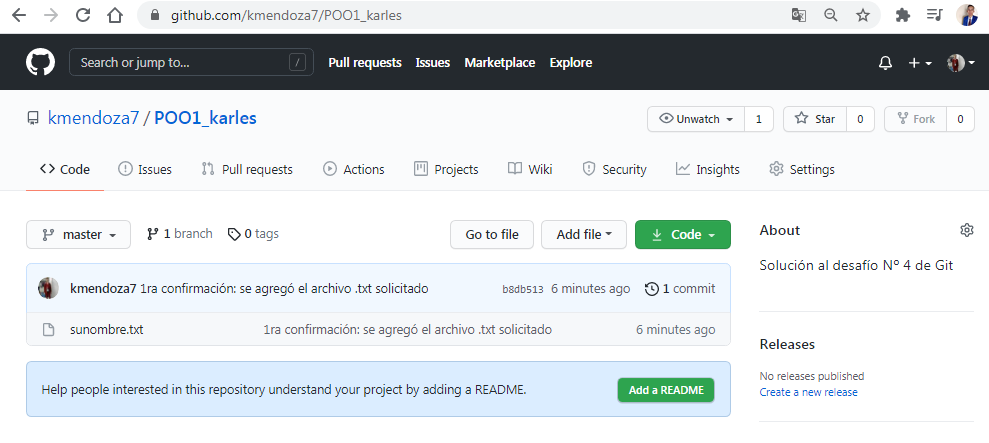 github.com/kmendoza7/POO1_karles
Search or jump to... /
Pull requests Issues Marketplace Explore
kmendoza7 / POO1_karles
Unwatch 1 Star 0 Fork 0
Code Issues Pull requests Actions Projects Wiki Security Insights Settings
master 1 branch 0 tags Go to file Add file Code
kmendoza7 1ra confirmación: se agregó el archivo .txt solicitado b8db513 6 minutes ago 1 commit
sunombre.txt 1ra confirmación: se agregó el archivo .txt solicitado 6 minutes ago
Help people interested in this repository understand your project by adding a README. Add a README
About
Solución al desafío Nº 4 de Git
Releases
No releases published
Create a new release